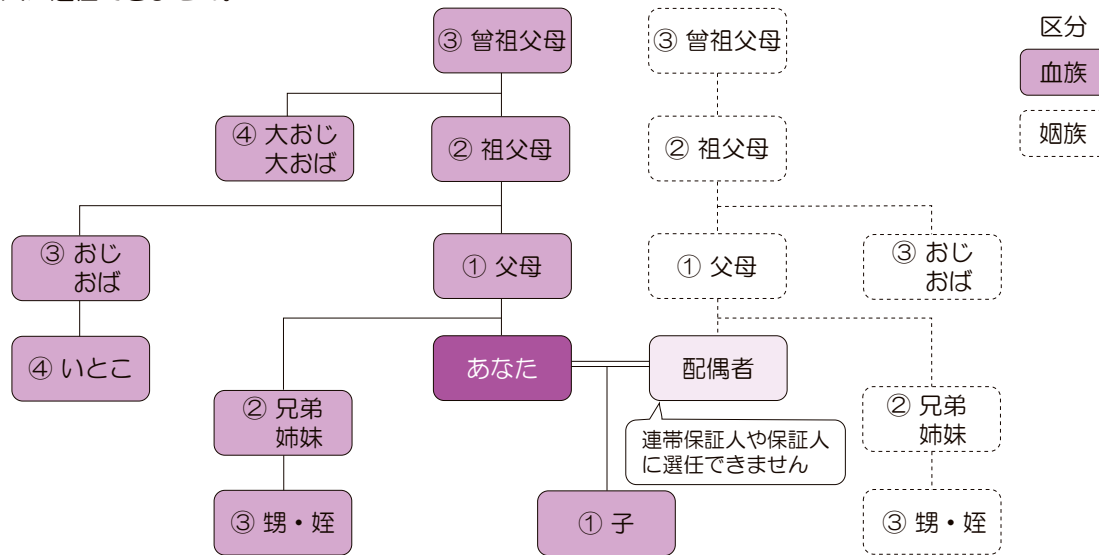 ③ 曾祖父母
③ 曾祖父母
区分
血族
姻族
④ 大おじ
大おば
② 祖父母
② 祖父母
③ おじ
おば
① 父母
① 父母
③ おじ
おば
④ いとこ
あなた
配偶者
② 兄弟
姉妹
連帯保証人や保証人
に選任できません
② 兄弟
姉妹
③ 甥・姪
① 子
③ 甥・姪